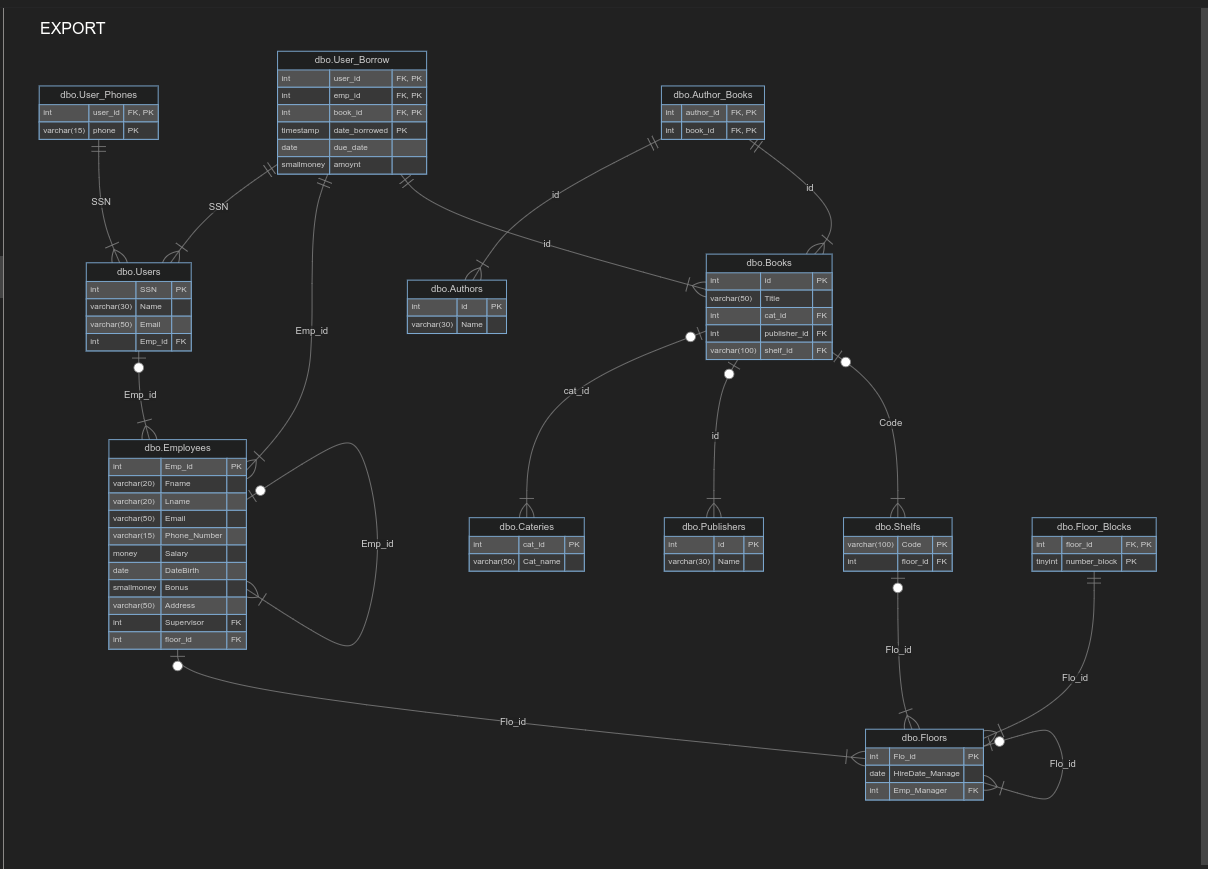 EXPORT
dbo.User_Borrow
int user_id FK, PK
int emp_id FK, PK
int book_id FK, PK
timestamp date_borrowed PK
date due_date
smallmoney amoynt
dbo.User_Phones
int user_id FK, PK
varchar(15) phone PK
dbo.Author_Books
int author_id FK, PK
int book_id FK, PK
SSN
SSN
id
id
id
dbo.Users
int SSN PK
varchar(30) Name
varchar(50) Email
int Emp_id FK
dbo.Authors
int id PK
varchar(30) Name
dbo.Books
int id PK
varchar(50) Title
int cat_id FK
int publisher_id FK
varchar(100) shelf_id FK
Emp_id
Emp_id
cat_id
id
Code
dbo.Employees
int Emp_id PK
varchar(20) Fname
varchar(20) Lname
varchar(50) Email
varchar(15) Phone_Number
money Salary
date DateBirth
smallmoney Bonus
varchar(50) Address
int Supervisor FK
int floor_id FK
Emp_id
dbo.Cateries
int cat_id PK
varchar(50) Cat_name
dbo.Publishers
int id PK
varchar(30) Name
dbo.Shelfs
varchar(100) Code PK
int floor_id FK
dbo.Floor_Blocks
int floor_id FK, PK
tinyint number_block PK
Flo_id
Flo_id
Flo_id
dbo.Floors
int Flo_id PK
date HireDate_Manage
int Emp_Manager FK
Flo_id